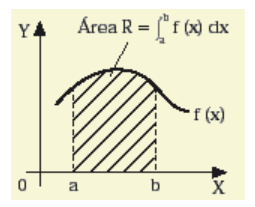 Y Área R = ∫ₐᵇ f (x) dx
f (x)
0 a b X